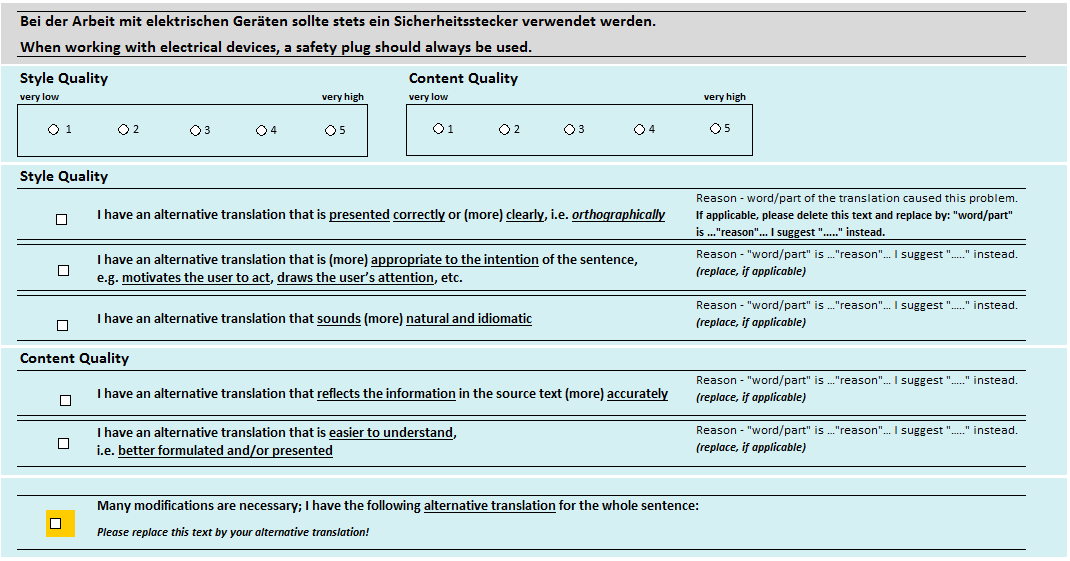 Bei der Arbeit mit elektrischen Geräten sollte stets ein Sicherheitsstecker verwendet werden.
When working with electrical devices, a safety plug should always be used.
Style Quality
Content Quality
very low very high
very low very high
1 2 3 4 5
1 2 3 4 5
Style Quality
I have an alternative translation that is presented correctly or (more) clearly, i.e. orthographically
Reason - word/part of the translation caused this problem.
If applicable, please delete this text and replace by: "word/part"
is ..."reason"... I suggest "....." instead.
I have an alternative translation that is (more) appropriate to the intention of the sentence,
e.g. motivates the user to act, draws the user's attention, etc.
Reason - "word/part" is ..."reason"... I suggest "....." instead.
(replace, if applicable)
I have an alternative translation that sounds (more) natural and idiomatic
Reason - "word/part" is ..."reason"... I suggest "....." instead.
(replace, if applicable)
Content Quality
I have an alternative translation that reflects the information in the source text (more) accurately
Reason - "word/part" is ..."reason"... I suggest "....." instead.
(replace, if applicable)
I have an alternative translation that is easier to understand,
i.e. better formulated and/or presented
Reason - "word/part" is ..."reason"... I suggest "....." instead.
(replace, if applicable)
Many modifications are necessary; I have the following alternative translation for the whole sentence:
Please replace this text by your alternative translation!